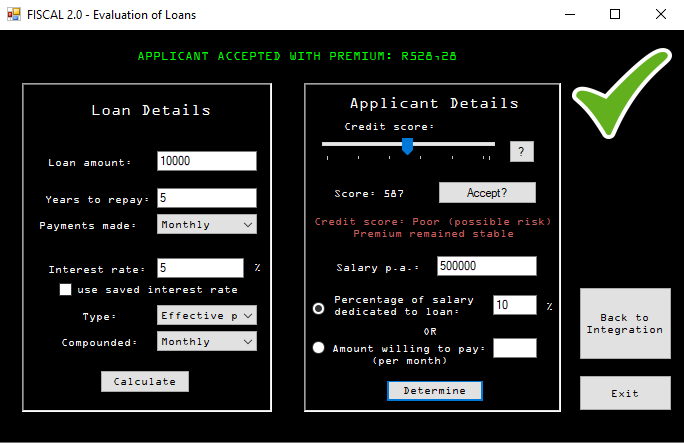 FISCAL 2.0 - Evaluation of Loans
APPLICANT ACCEPTED WITH PREMIUM: R528,28
Loan Details
Loan amount: 10000
Years to repay: 5
Payments made: Monthly
Interest rate: 5 %
use saved interest rate
Type: Effective p
Compounded: Monthly
Calculate
Applicant Details
Credit score:
?
Score: 587 Accept?
Credit score: Poor (possible risk)
Premium remained stable
Salary p.a.: 500000
Percentage of salary
dedicated to loan: 10 %
OR
Amount willing to pay:
(per month)
Determine
Back to
Integration
Exit